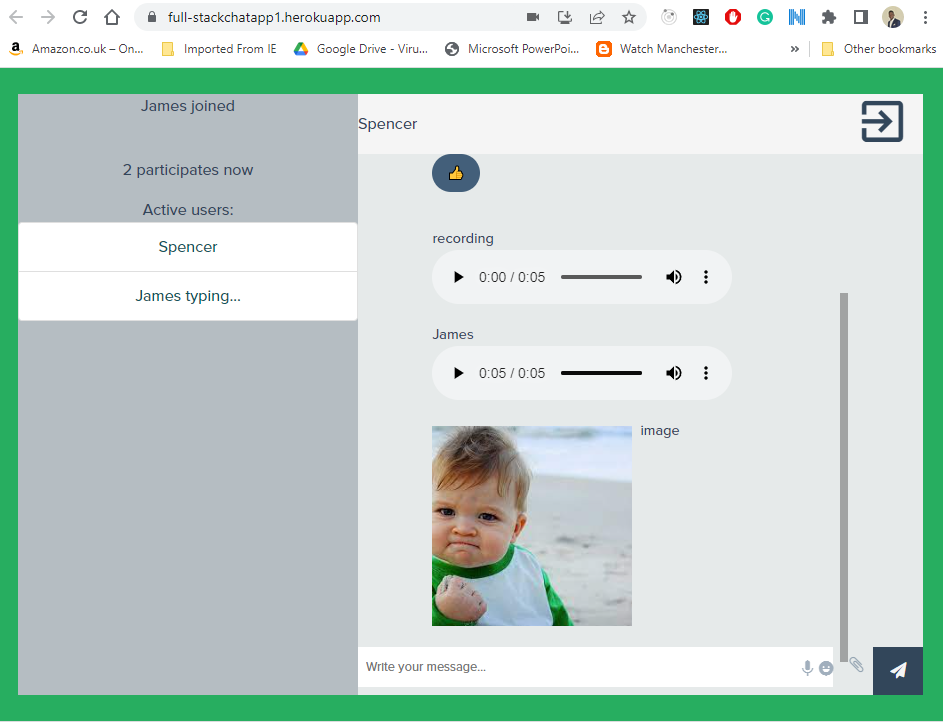 full-stackchatapp1.herokuapp.com
Amazon.co.uk – On...
Imported From IE
Google Drive - Viru...
Microsoft PowerPoi...
Watch Manchester...
»
Other bookmarks
James joined
2 participates now
Active users:
Spencer
James typing...
Spencer
recording
0:00 / 0:05
James
0:05 / 0:05
image
Write your message...